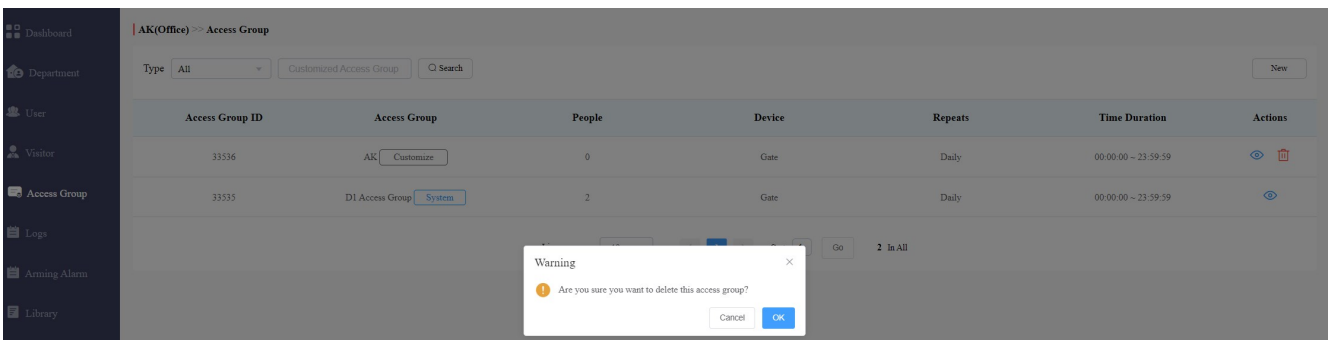 Dashboard
Department
User
Visitor
Access Group
Logs
Arming Alarm
Library
AK(Office) >> Access Group
Type All Customized Access Group Search New
Access Group ID Access Group People Device Repeats Time Duration Actions
33536 AK Customize 0 Gate Daily 00:00:00 ~ 23:59:59
33535 D1 Access Group System 2 Gate Daily 00:00:00 ~ 23:59:59
Go 2 In All
Warning
Are you sure you want to delete this access group?
Cancel OK